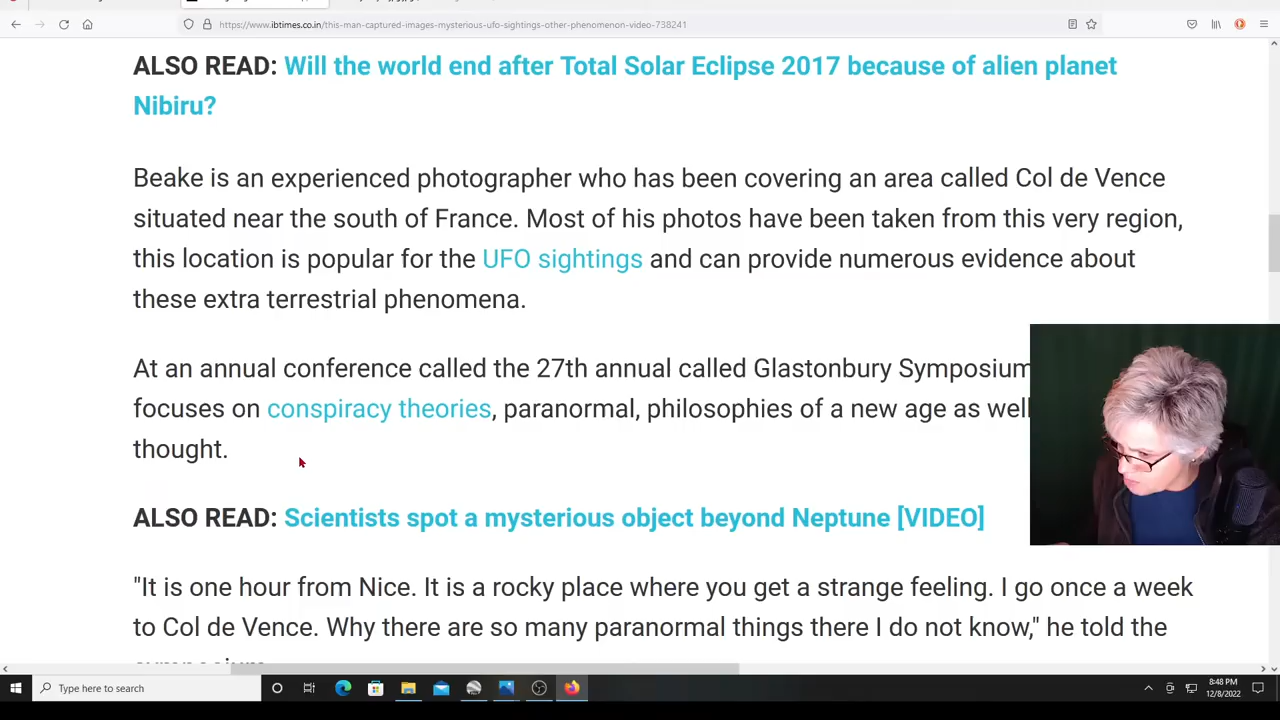 https://www.ibtimes.co.in/this-man-captured-images-mysterious-ufo-sightings-other-phenomenon-video-738241
ALSO READ: Will the world end after Total Solar Eclipse 2017 because of alien planet
Nibiru?
Beake is an experienced photographer who has been covering an area called Col de Vence
situated near the south of France. Most of his photos have been taken from this very region,
this location is popular for the UFO sightings and can provide numerous evidence about
these extra terrestrial phenomena.
At an annual conference called the 27th annual called Glastonbury Symposium
focuses on conspiracy theories, paranormal, philosophies of a new age as well
thought.
ALSO READ: Scientists spot a mysterious object beyond Neptune [VIDEO]
"It is one hour from Nice. It is a rocky place where you get a strange feeling. I go once a week
to Col de Vence. Why there are so many paranormal things there I do not know," he told the
Type here to search
8:48 PM
12/8/2022